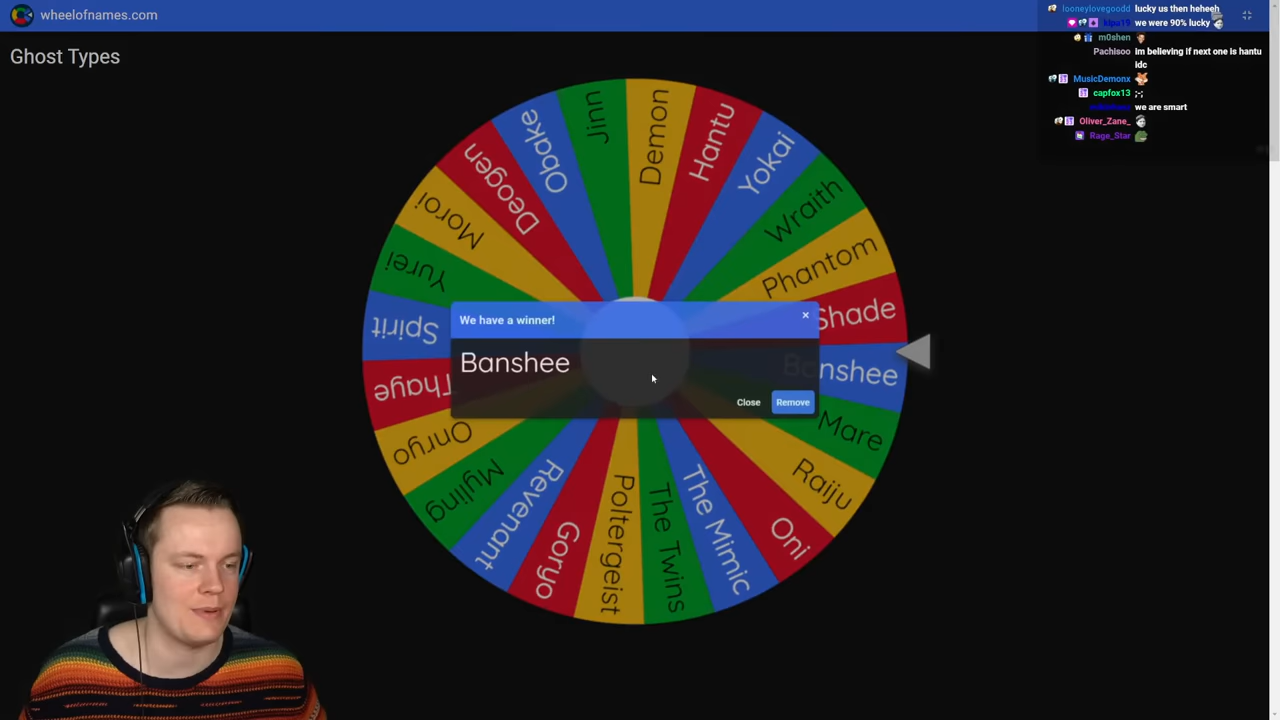 wheelofnames.com
Ghost Types
looneylovegoodd lucky us then heheeh
klpu19 we were 90% lucky
m0shen
Pachisoo im believing if next one is hantu
idc
MusicDemonx
capfox13 ;-;
we are smart
Oliver_Zane_
Rage_Star
Jinn
Demon
Hantu
Yokai
Wraith
Phantom
Shade
Banshee
Mare
Raiju
Oni
The Mimic
The Twins
Poltergeist
Goryo
Revenant
Myling
Onryo
Thaye
Spirit
Yurei
Moroi
Deogen
Obake
We have a winner!
×
Banshee
Close
Remove